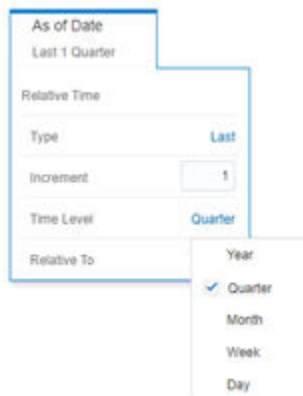 As of Date
Last 1 Quarter
Relative Time
Type Last
Increment 1
Time Level Quarter
Relative To
Year
Quarter
Month
Week
Day